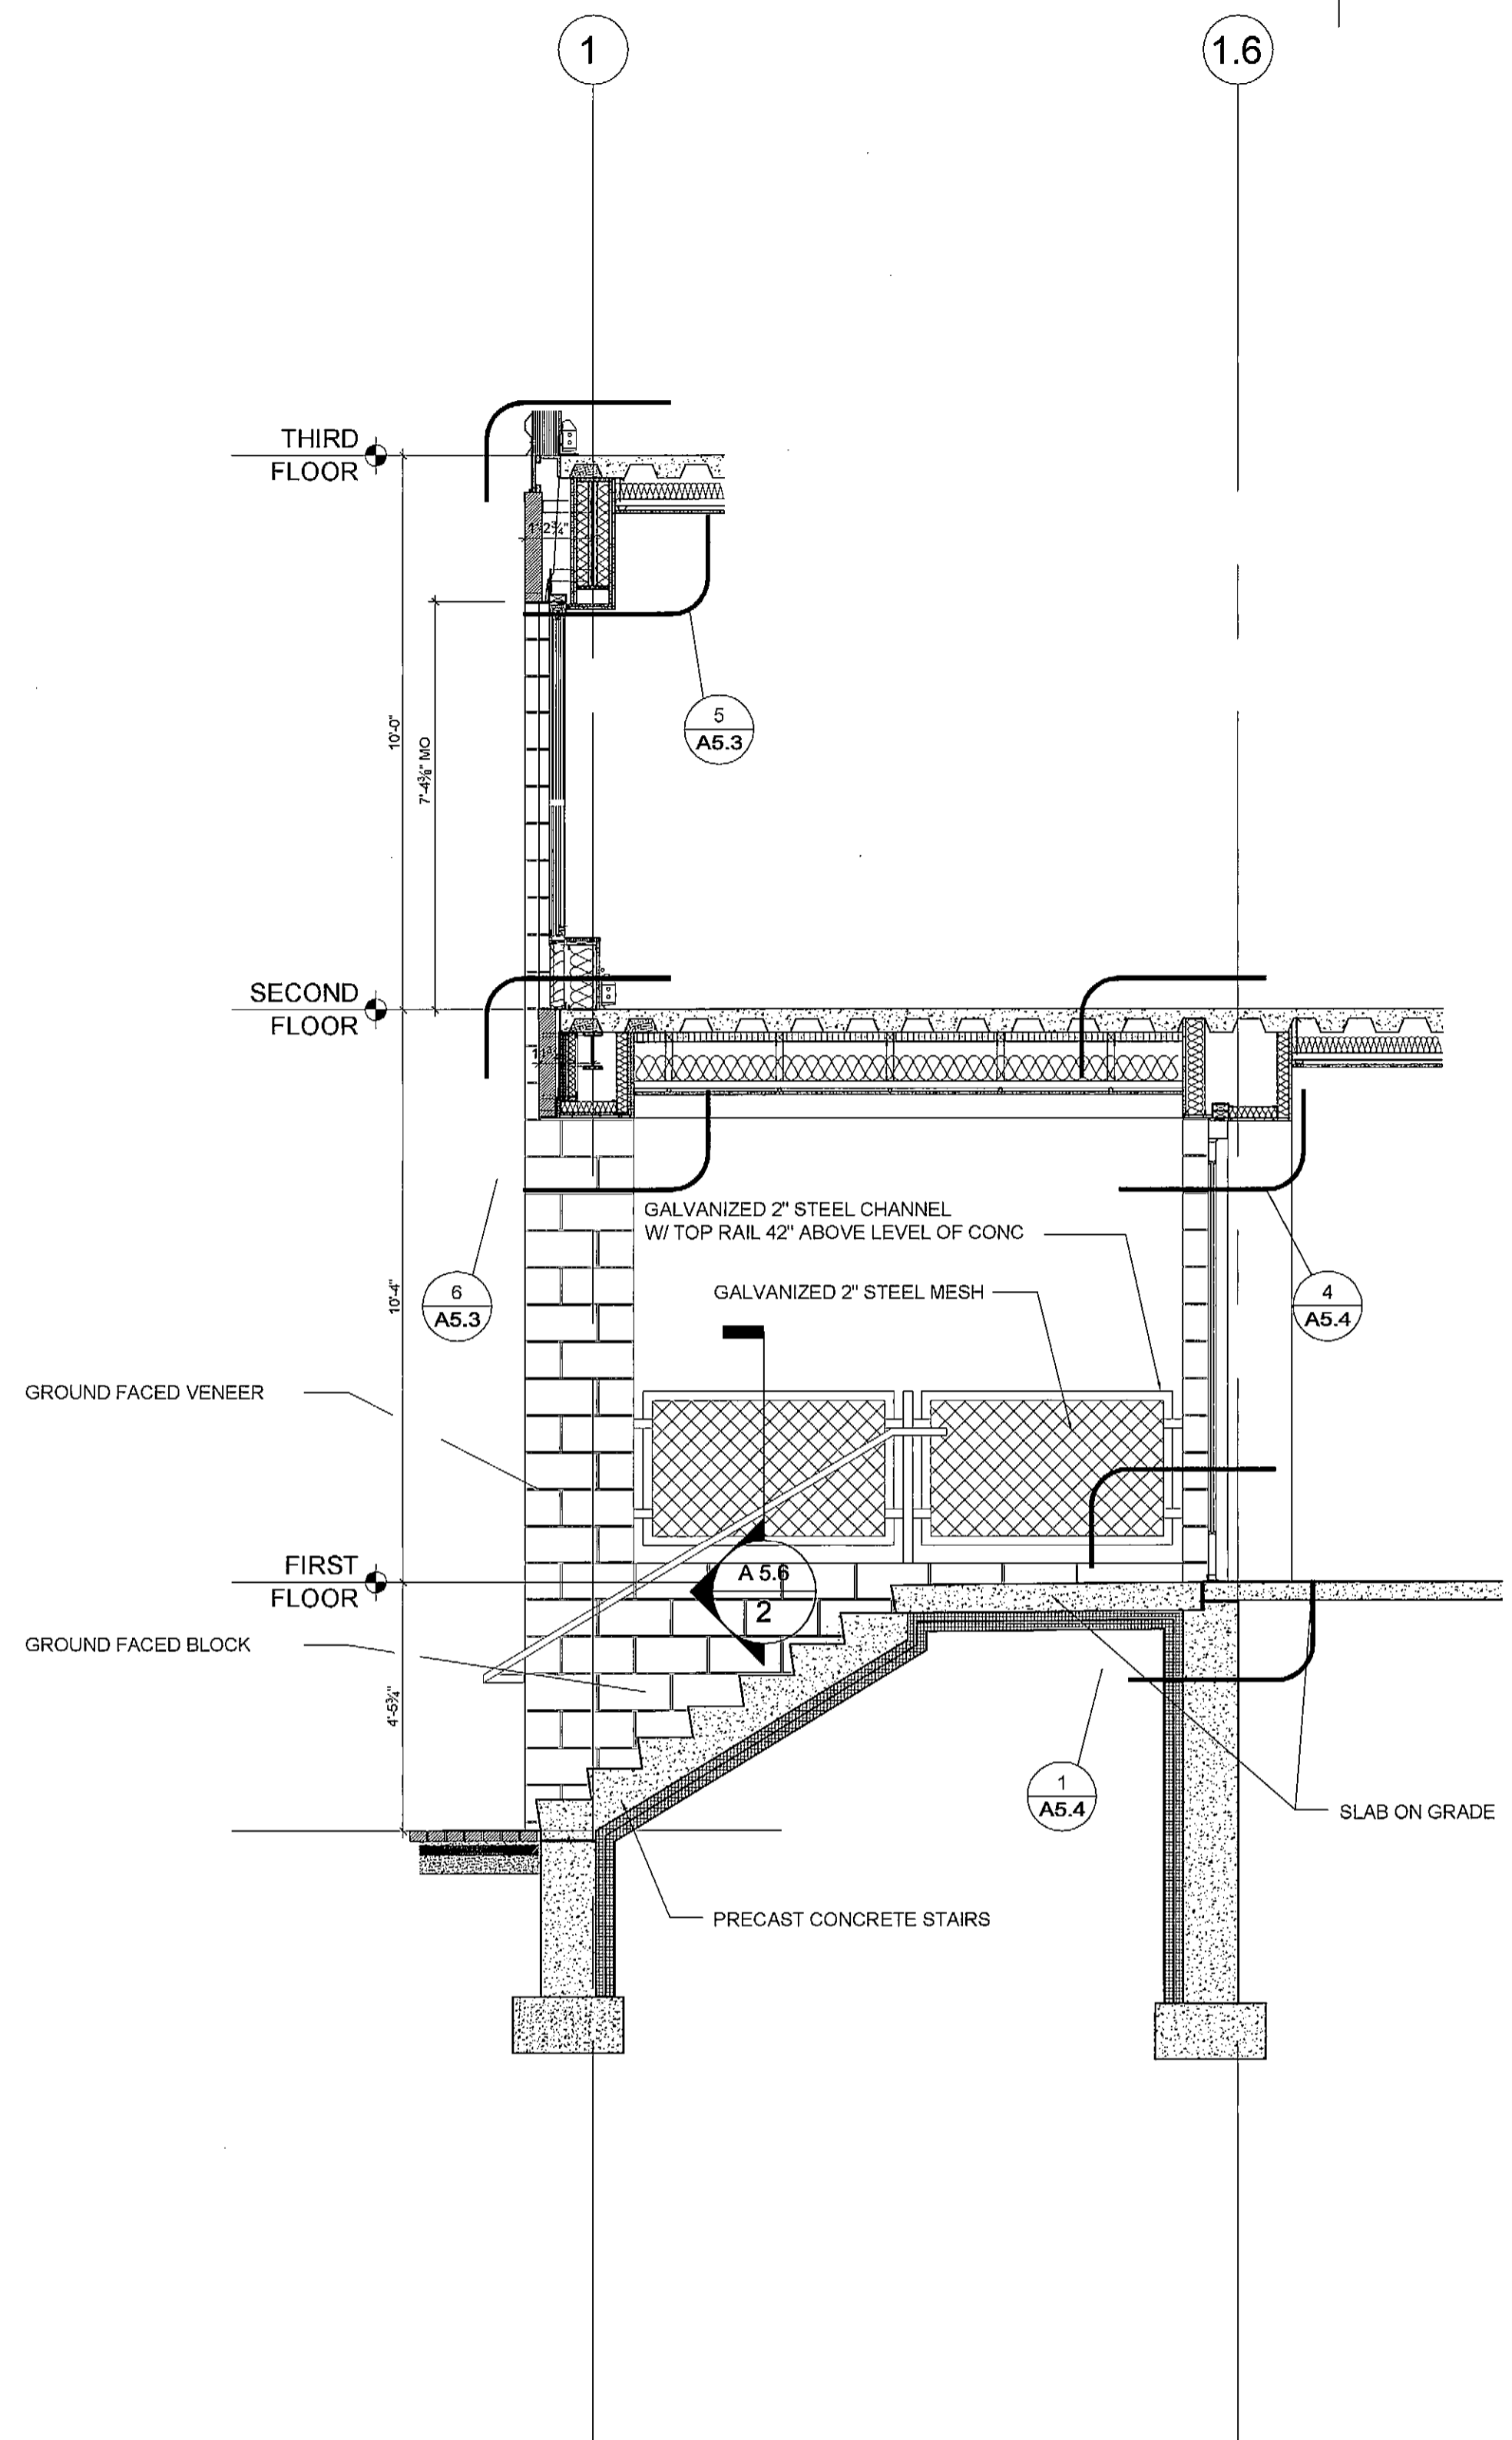 1
1.6
THIRD
FLOOR
1'-2¾"
5
A5.3
10'-0"
7'-4⅜" MO
SECOND
FLOOR
GALVANIZED 2" STEEL CHANNEL
W/ TOP RAIL 42" ABOVE LEVEL OF CONC
6
A5.3
10'-4"
GALVANIZED 2" STEEL MESH
4
A5.4
GROUND FACED VENEER
FIRST
FLOOR
A 5.6
2
GROUND FACED BLOCK
4'-5¾"
1
A5.4
SLAB ON GRADE
PRECAST CONCRETE STAIRS